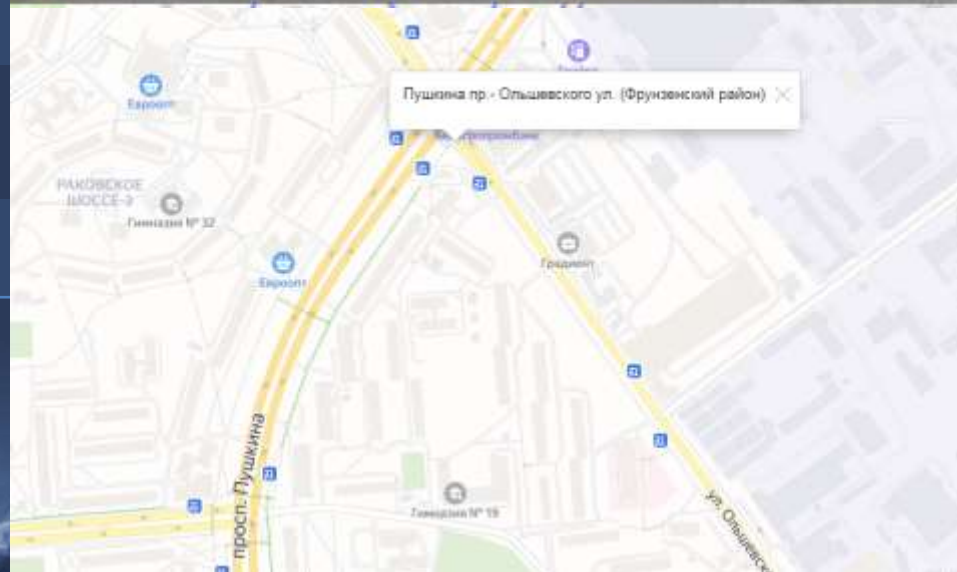 Пушкина пр.- Ольшевского ул. (Фрунзенский район)
Евроопт
РАКОВСКОЕ
ШОССЕ-3
Гимназия № 32
Градиент
Евроопт
просп. Пушкина
Гимназия № 19
ул. Ольшевск